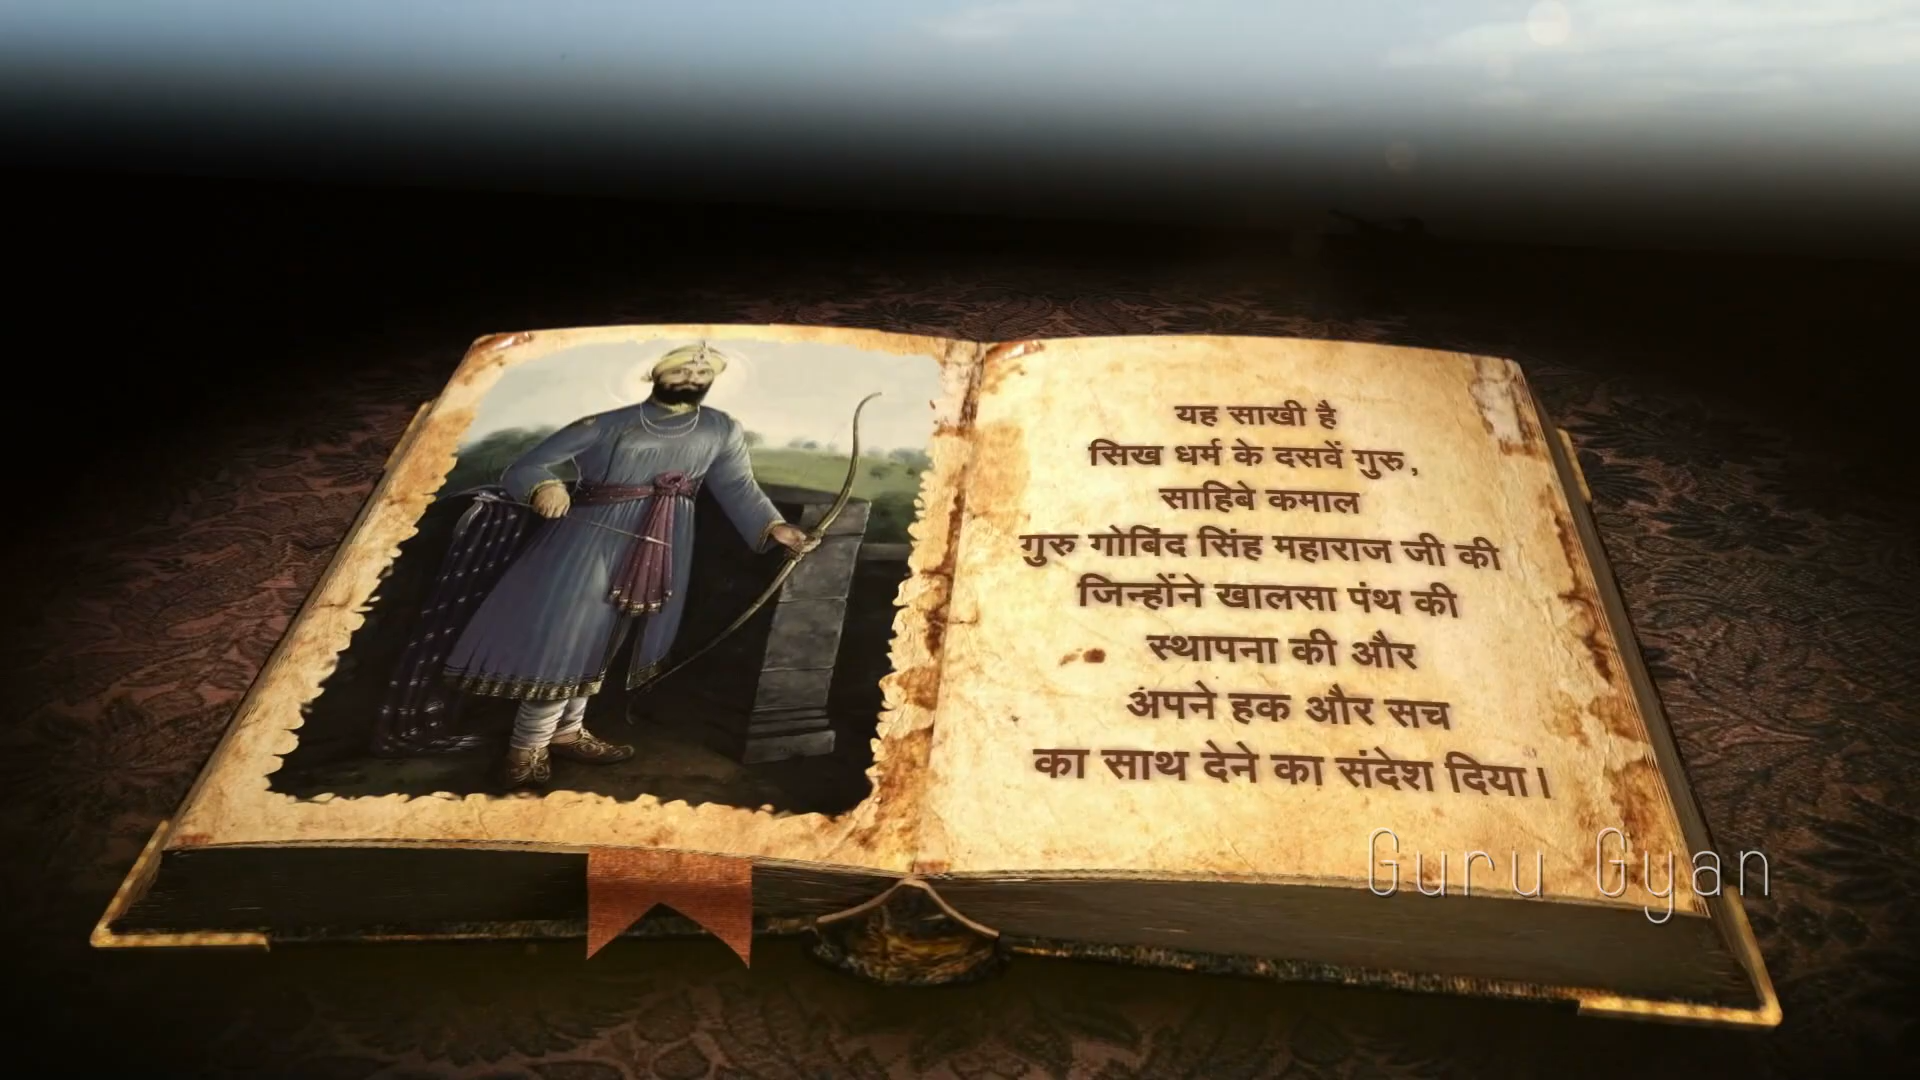 यह साखी है
सिख धर्म के दसवें गुरु,
साहिबे कमाल
गुरु गोबिंद सिंह महाराज जी की
जिन्होंने खालसा पंथ की
स्थापना की और
अपने हक और सच
का साथ देने का संदेश दिया।
Guru Gyan